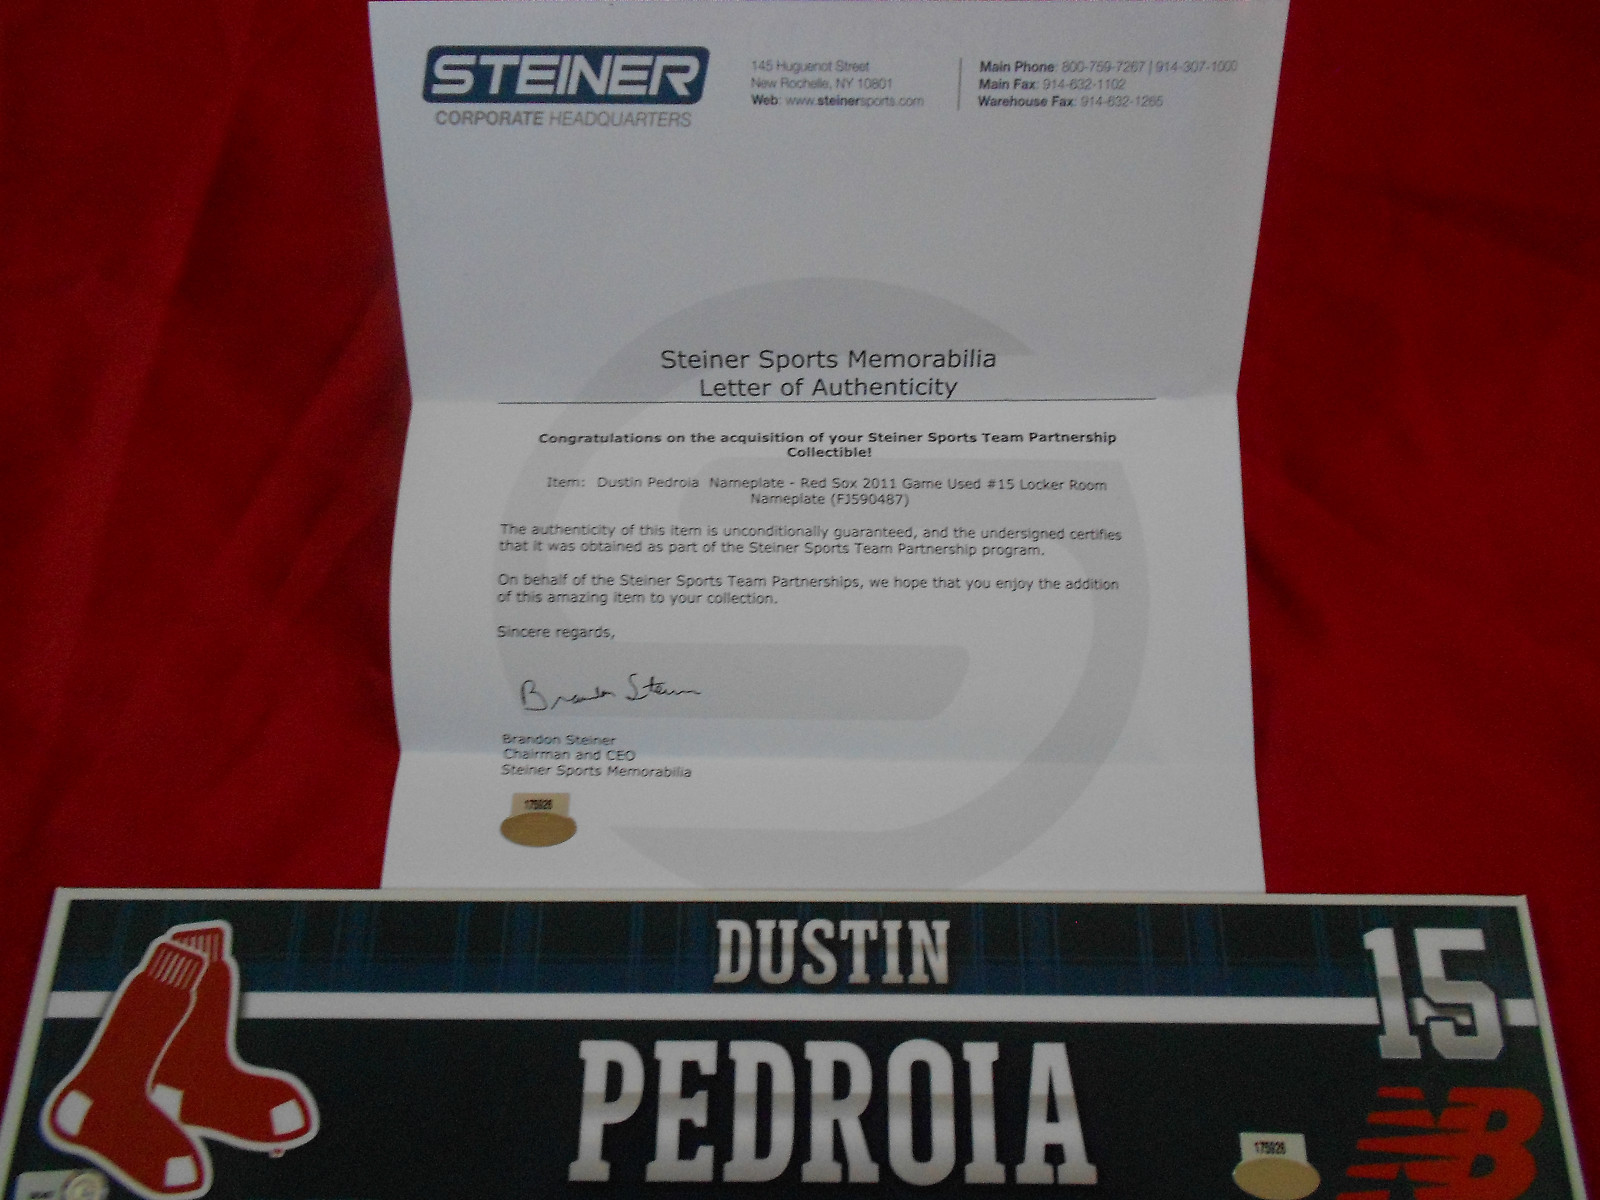 STEINER
CORPORATE HEADQUARTERS
145 Huguenot Street
New Rochelle, NY 10801
Web: www.steinersports.com
Main Phone: 800-759-7267 | 914-307-1000
Main Fax: 914-632-1102
Warehouse Fax: 914-632-1265
Steiner Sports Memorabilia
Letter of Authenticity
Congratulations on the acquisition of your Steiner Sports Team Partnership
Collectible!
Item: Dustin Pedroia Nameplate - Red Sox 2011 Game Used #15 Locker Room
Nameplate (FJ590487)
The authenticity of this item is unconditionally guaranteed, and the undersigned certifies
that it was obtained as part of the Steiner Sports Team Partnership program.
On behalf of the Steiner Sports Team Partnerships, we hope that you enjoy the addition
of this amazing item to your collection.
Sincere regards,
Brandon Steiner
Brandon Steiner
Chairman and CEO
Steiner Sports Memorabilia
175926
DUSTIN
15
PEDROIA
NB
175926